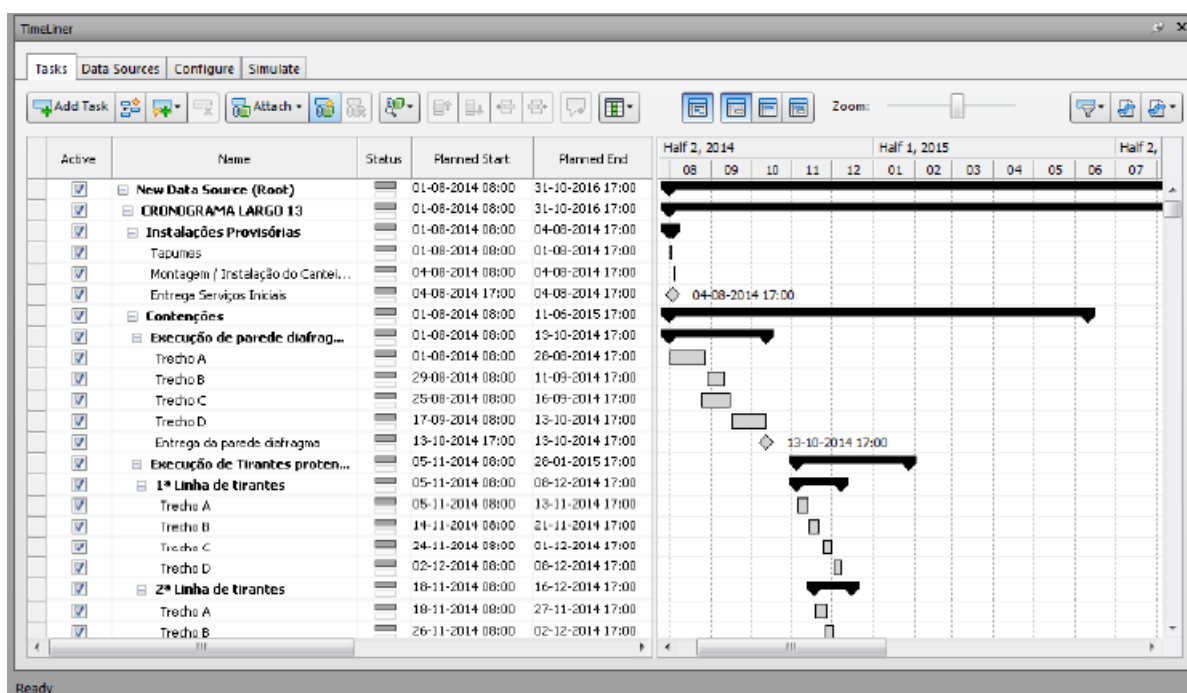 TimeLiner
Tasks Data Sources Configure Simulate
Add Task Attach Zoom:
Active Name Status Planned Start Planned End Half 2, 2014 Half 1, 2015 Half 2,
08 09 10 11 12 01 02 03 04 05 06 07
New Data Source (Root) 01-08-2014 08:00 31-10-2016 17:00
CRONOGRAMA LARGO 13 01-08-2014 08:00 31-10-2016 17:00
Instalações Provisórias 01-08-2014 08:00 04-08-2014 17:00
Tapumes 01-08-2014 08:00 01-08-2014 17:00
Montagem / Instalação do Cantei... 04-08-2014 08:00 04-08-2014 17:00
Entrega Serviços Iniciais 04-08-2014 17:00 04-08-2014 17:00 04-08-2014 17:00
Contenções 01-08-2014 08:00 11-06-2015 17:00
Execução de parede diafrag... 01-08-2014 08:00 13-10-2014 17:00
Trecho A 01-08-2014 08:00 28-08-2014 17:00
Trecho B 29-08-2014 08:00 11-09-2014 17:00
Trecho C 25-08-2014 08:00 16-09-2014 17:00
Trecho D 17-09-2014 08:00 13-10-2014 17:00
Entrega da parede diafragma 13-10-2014 17:00 13-10-2014 17:00 13-10-2014 17:00
Execução de Tirantes proten... 05-11-2014 08:00 28-01-2015 17:00
1ª Linha de tirantes 05-11-2014 08:00 08-12-2014 17:00
Trecho A 05-11-2014 08:00 13-11-2014 17:00
Trecho B 14-11-2014 08:00 21-11-2014 17:00
Trecho C 24-11-2014 08:00 01-12-2014 17:00
Trecho D 02-12-2014 08:00 08-12-2014 17:00
2ª Linha de tirantes 18-11-2014 08:00 16-12-2014 17:00
Trecho A 18-11-2014 08:00 27-11-2014 17:00
Trecho B 26-11-2014 08:00 02-12-2014 17:00
Ready